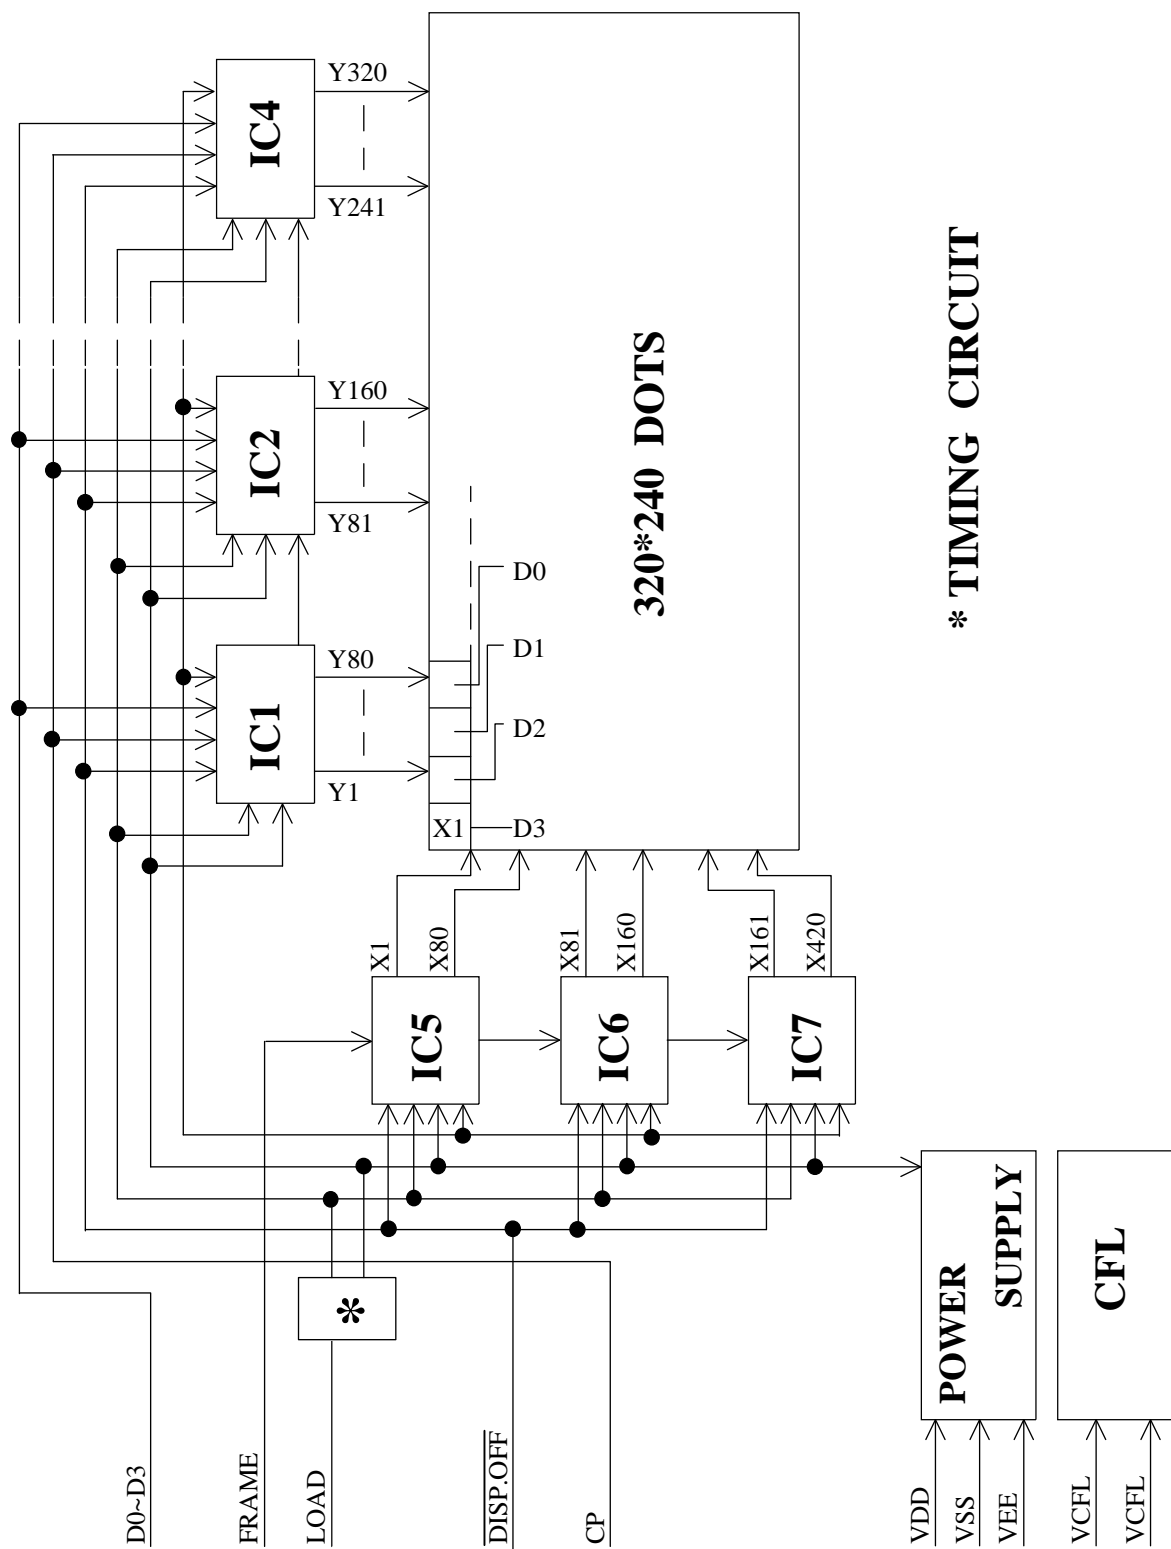 IC4
Y320
Y241
IC2
Y160
Y81
IC1
Y80
Y1
320*240 DOTS
D0
D1
D2
X1
D3
* TIMING CIRCUIT
X1
X80
X81
X160
X161
X420
IC5
IC6
IC7
*
POWER
SUPPLY
CFL
D0~D3
FRAME
LOAD
DISP.OFF
CP
VDD
VSS
VEE
VCFL
VCFL